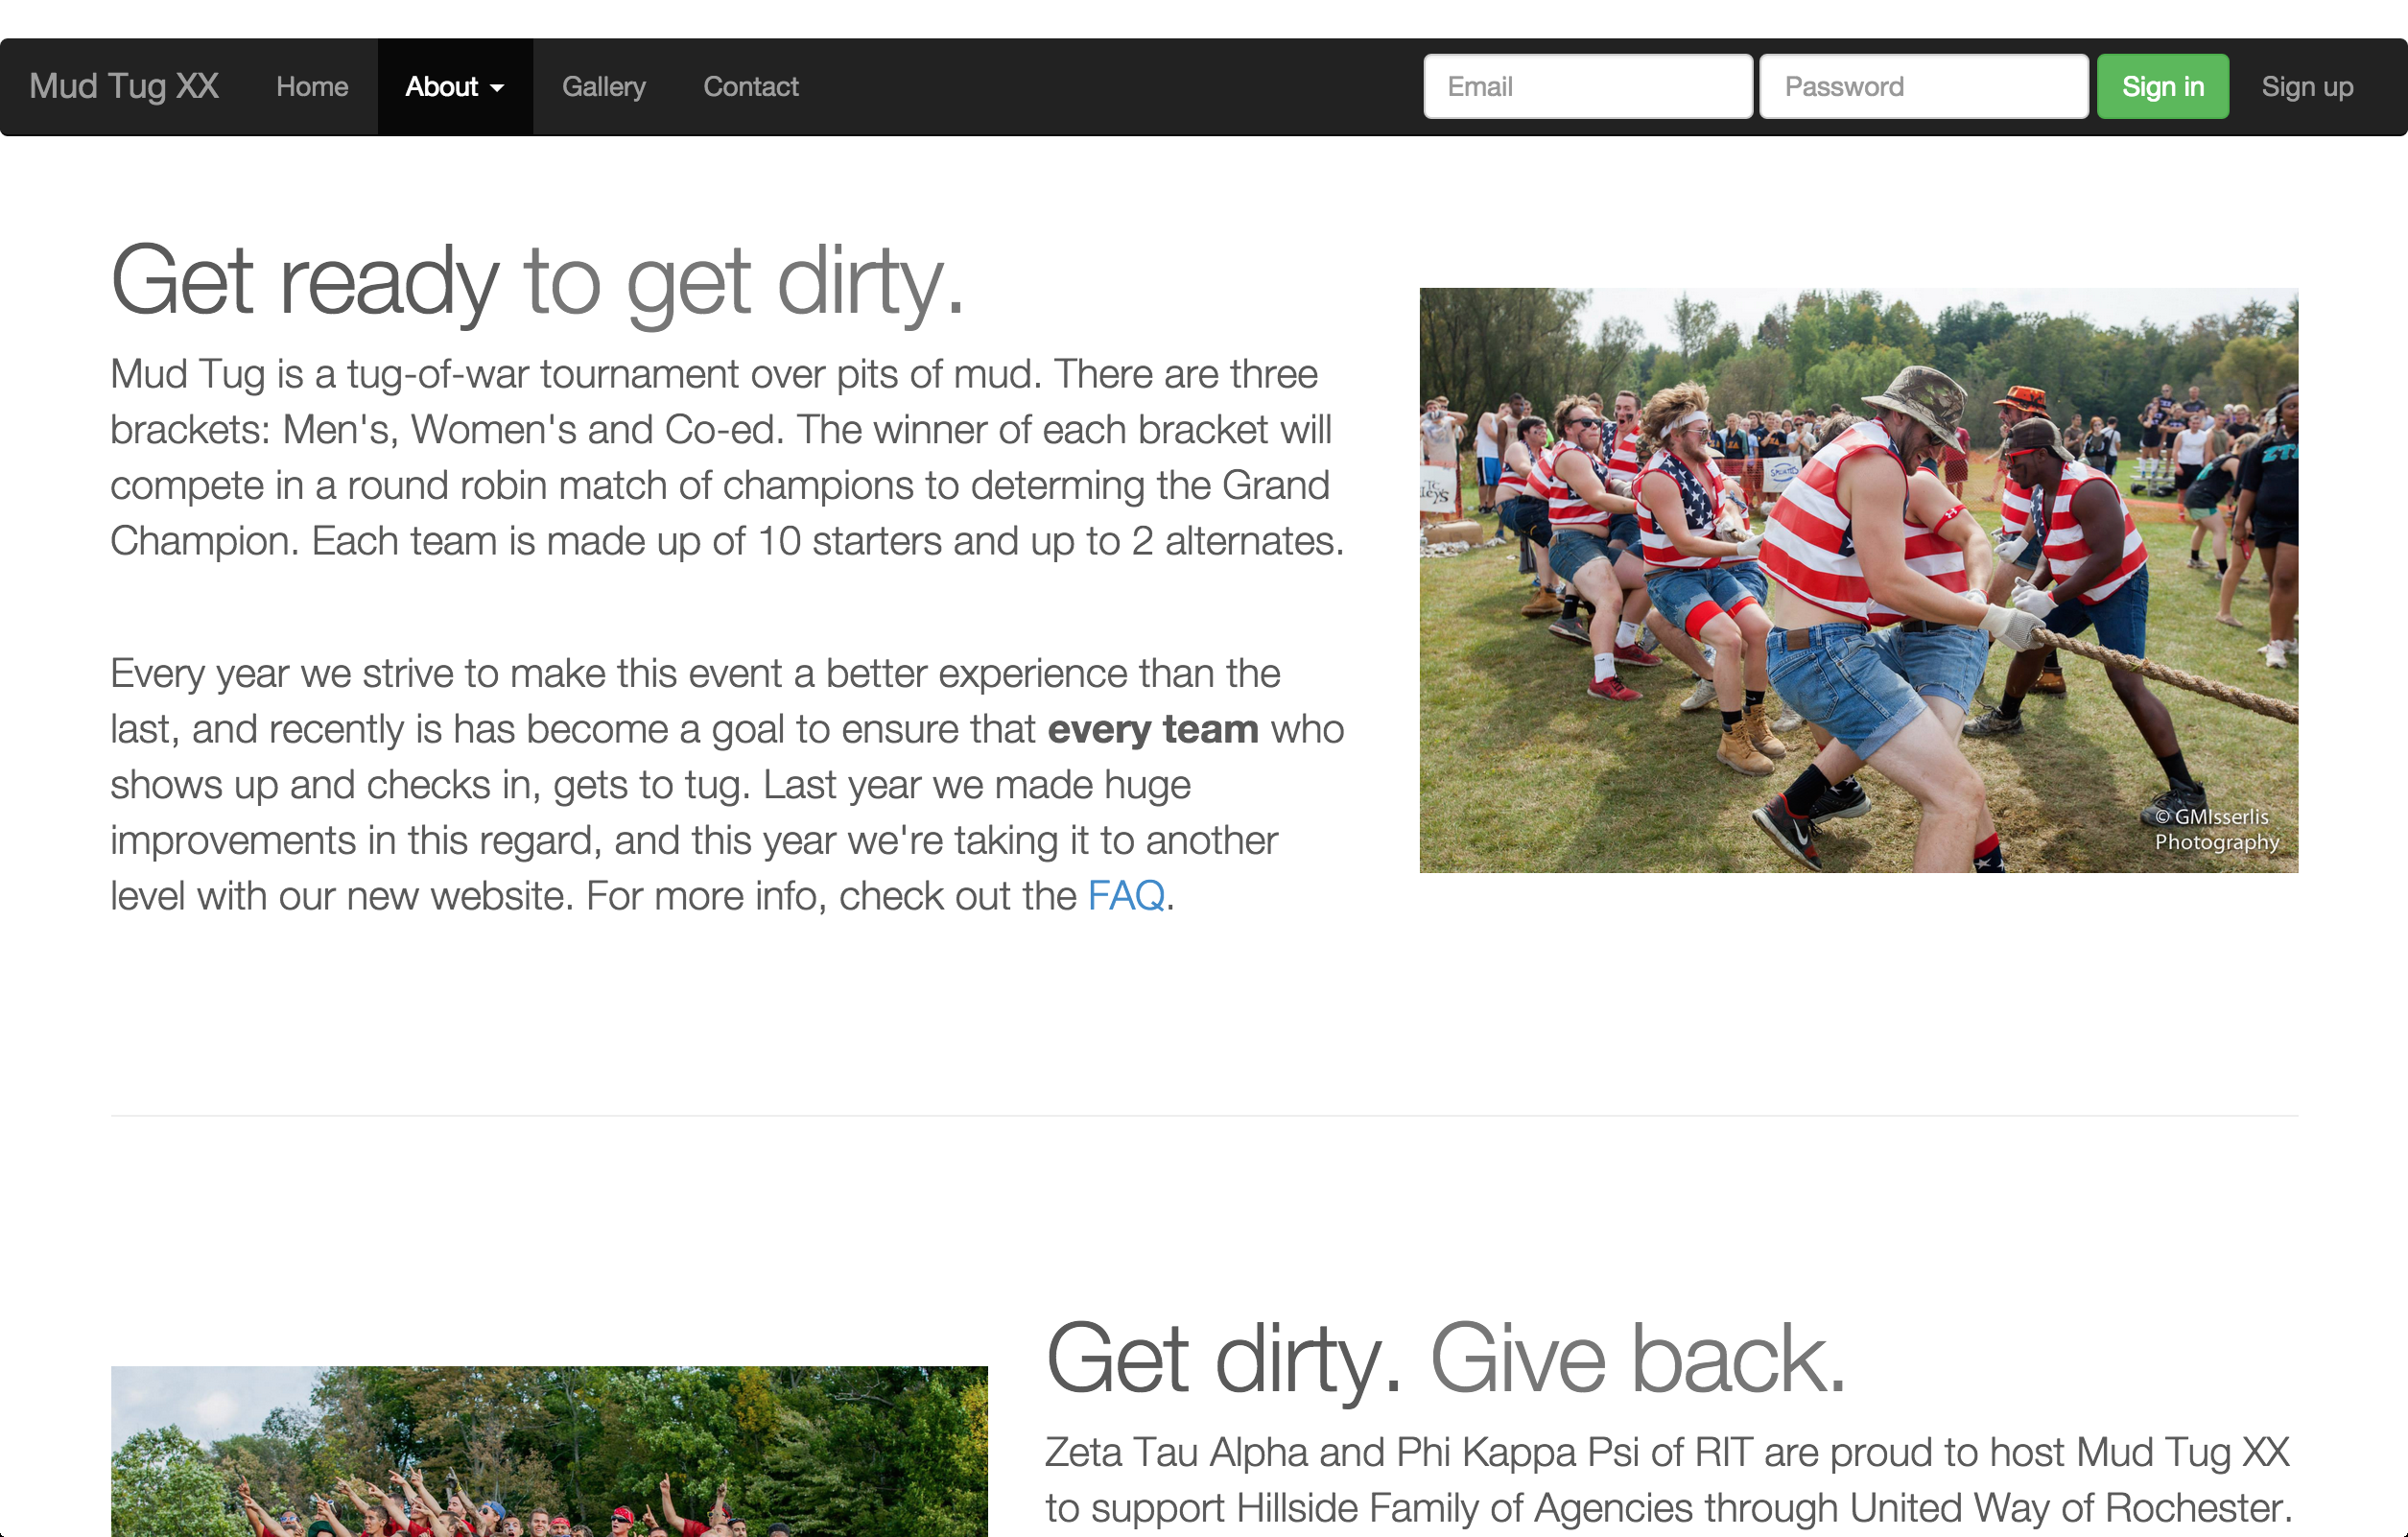 Mud Tug XX Home About Gallery Contact Email Password Sign in Sign up
Get ready to get dirty.
Mud Tug is a tug-of-war tournament over pits of mud. There are three
brackets: Men's, Women's and Co-ed. The winner of each bracket will
compete in a round robin match of champions to determing the Grand
Champion. Each team is made up of 10 starters and up to 2 alternates.
Every year we strive to make this event a better experience than the
last, and recently is has become a goal to ensure that every team who
shows up and checks in, gets to tug. Last year we made huge
improvements in this regard, and this year we're taking it to another
level with our new website. For more info, check out the FAQ.
© GMIsserlis
Photography
Get dirty. Give back.
Zeta Tau Alpha and Phi Kappa Psi of RIT are proud to host Mud Tug XX
to support Hillside Family of Agencies through United Way of Rochester.